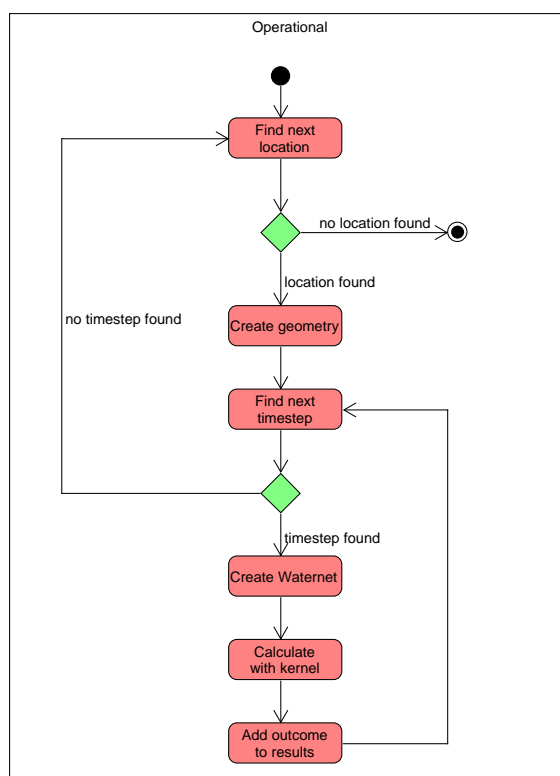 Operational
Find next
location
no location found
location found
no timestep found
Create geometry
Find next
timestep
timestep found
Create Waternet
Calculate
with kernel
Add outcome
to results